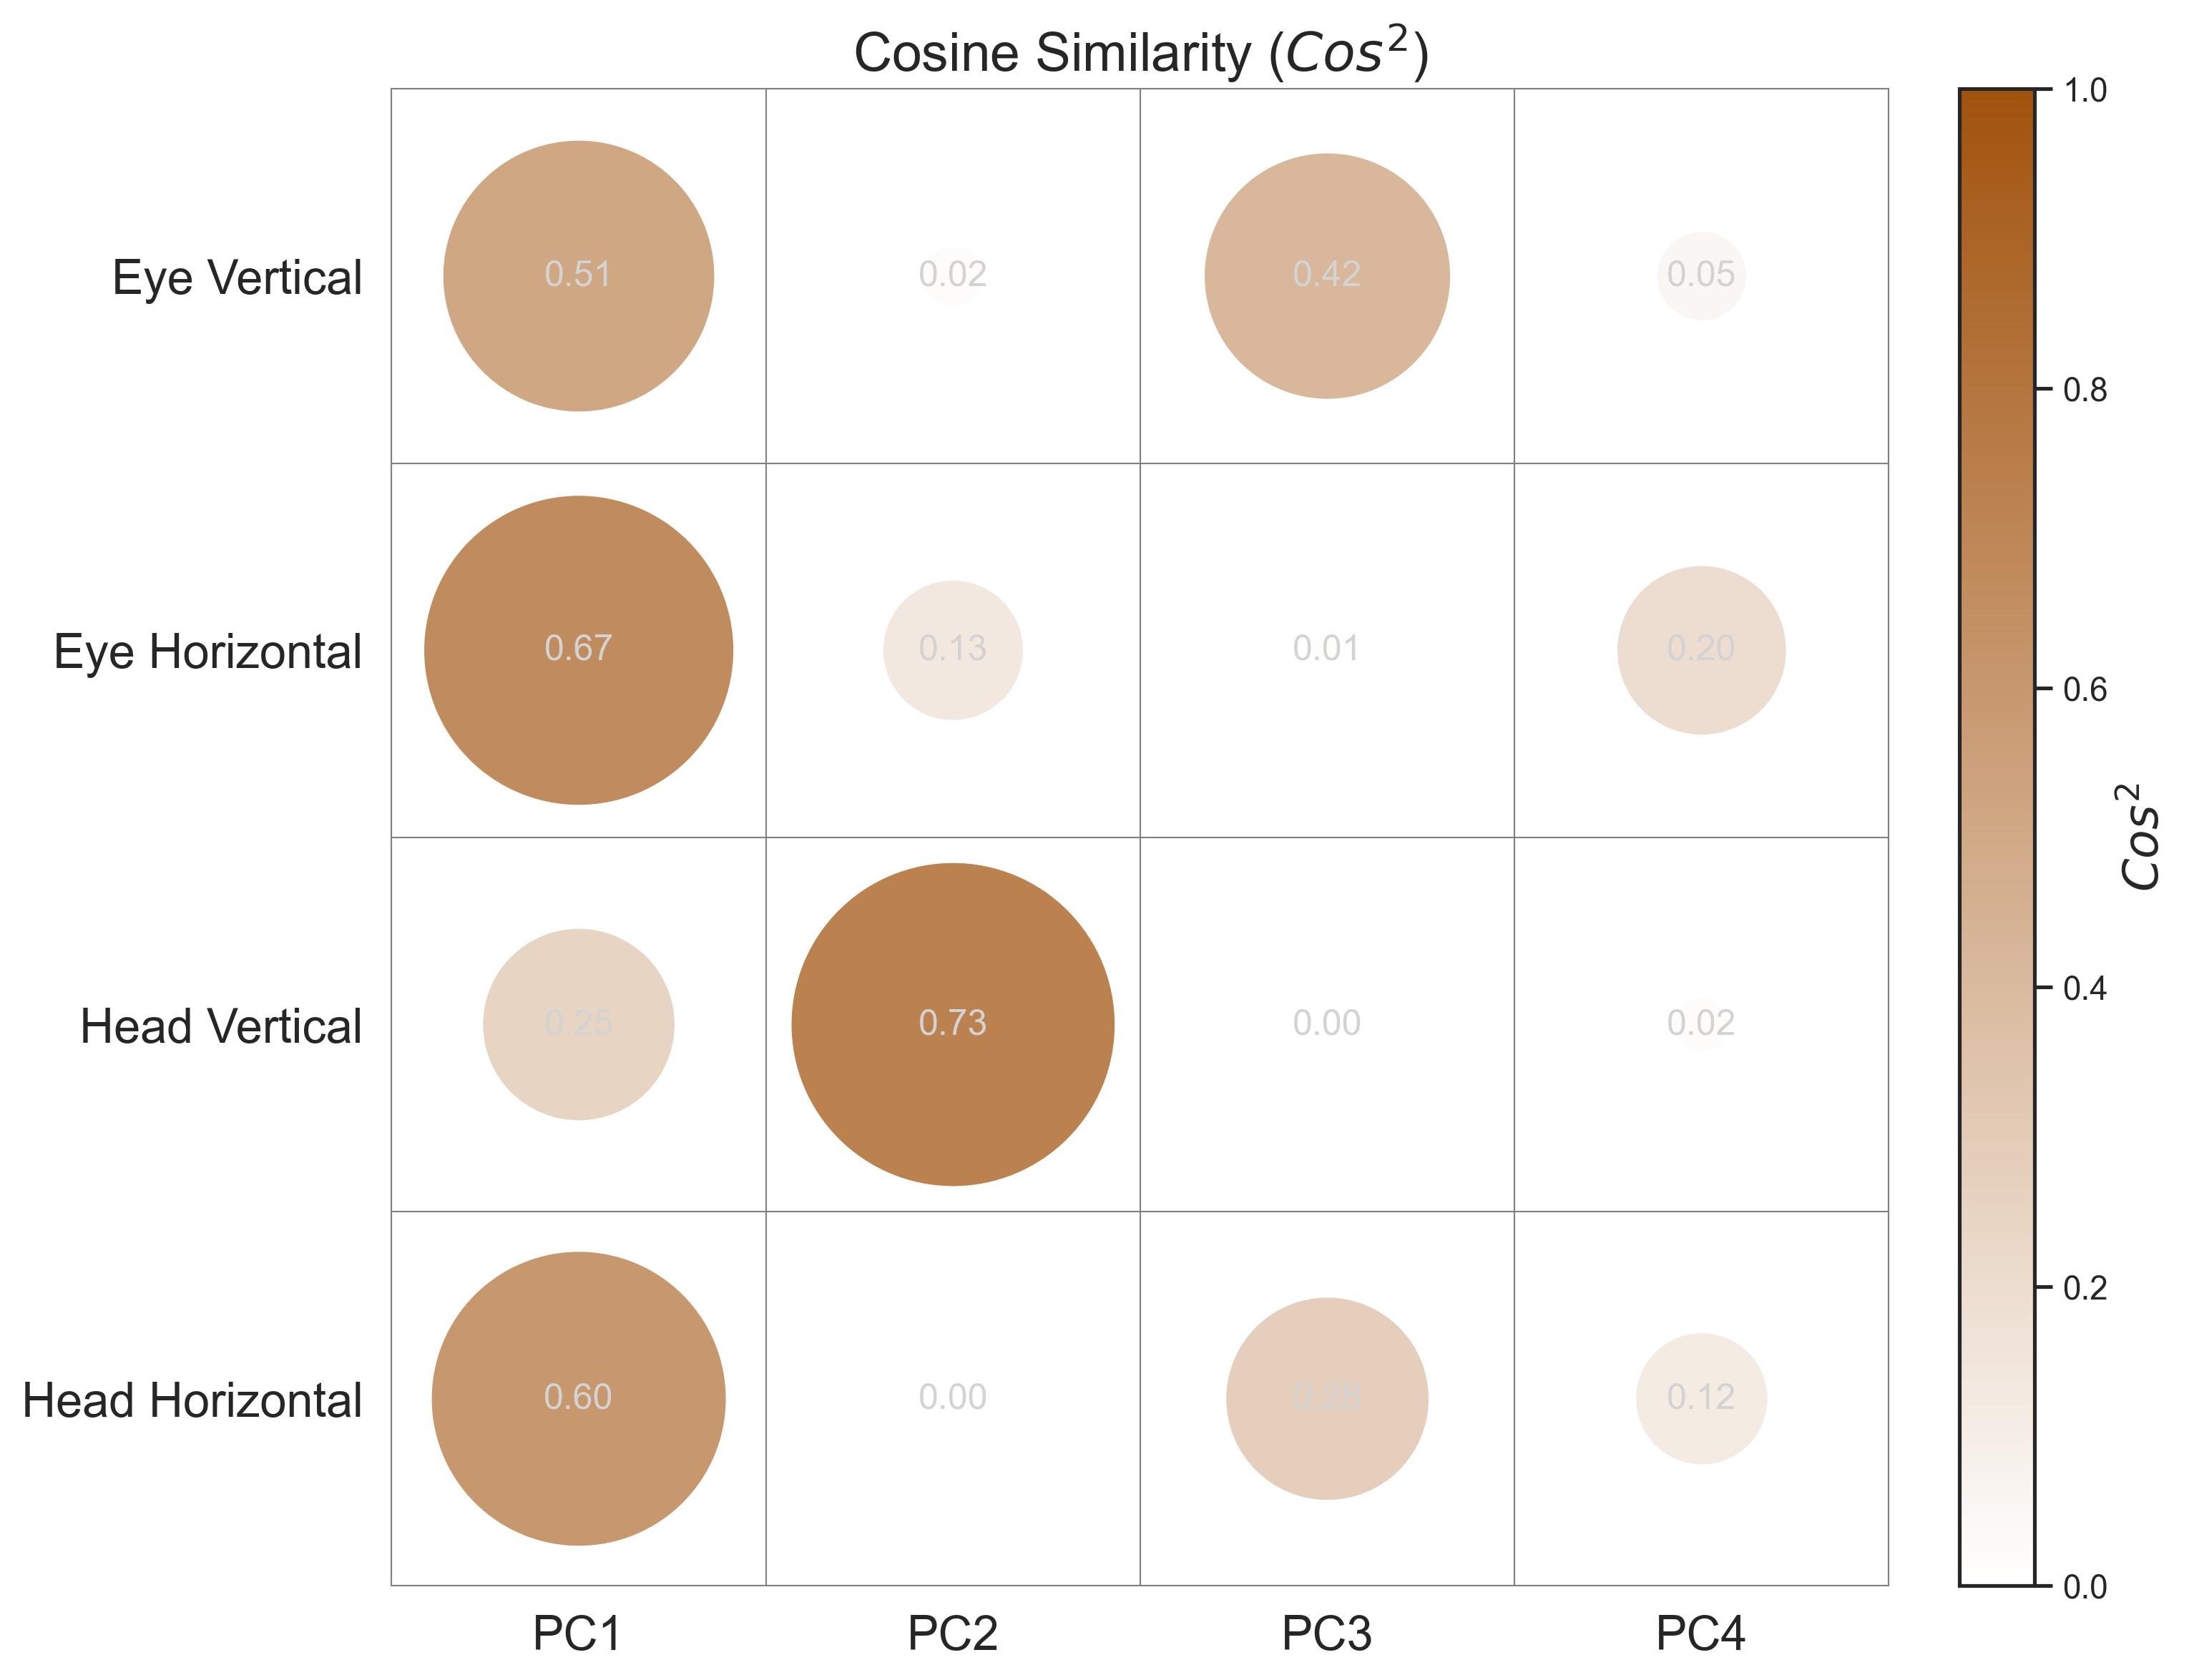 Cosine Similarity (Cos²)
Eye Vertical 0.51 0.02 0.42 0.05
Eye Horizontal 0.67 0.13 0.01 0.20
Head Vertical 0.25 0.73 0.00 0.02
Head Horizontal 0.60 0.00 0.28 0.12
PC1 PC2 PC3 PC4
1.0
0.8
0.6
0.4
0.2
0.0
Cos²